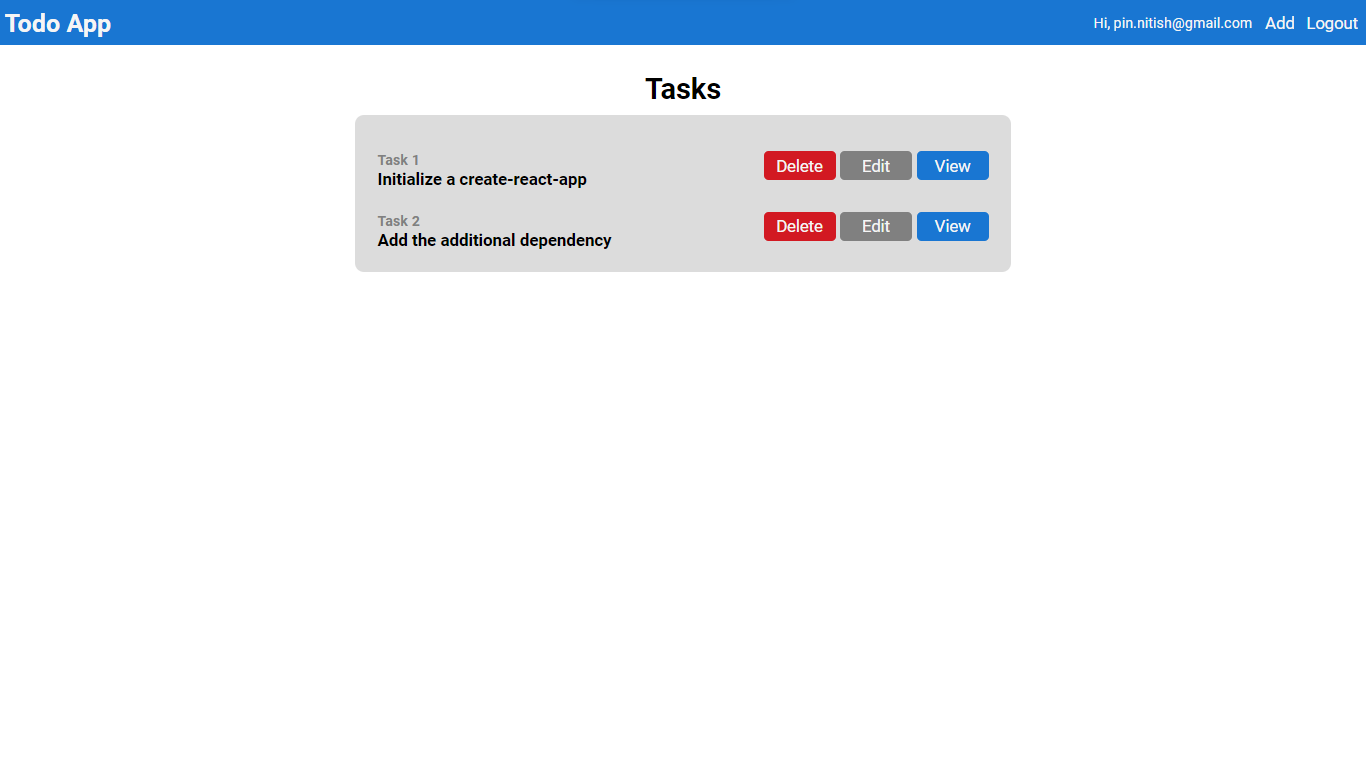 Todo App Hi, pin.nitish@gmail.com Add Logout
Tasks
Task 1
Initialize a create-react-app
Delete Edit View
Task 2
Add the additional dependency
Delete Edit View